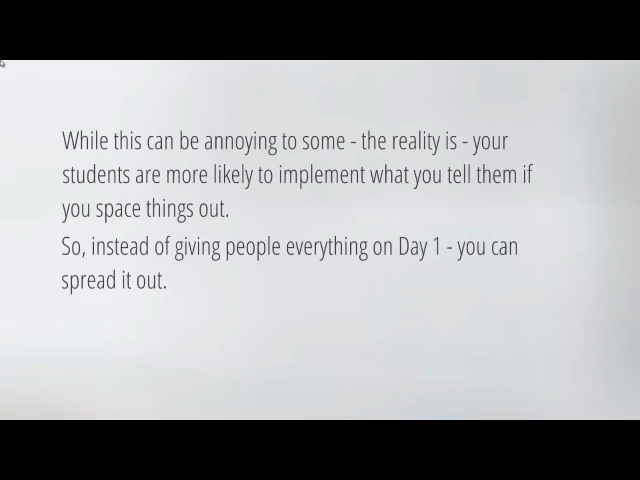 While this can be annoying to some - the reality is - your
students are more likely to implement what you tell them if
you space things out.
So, instead of giving people everything on Day 1 - you can
spread it out.